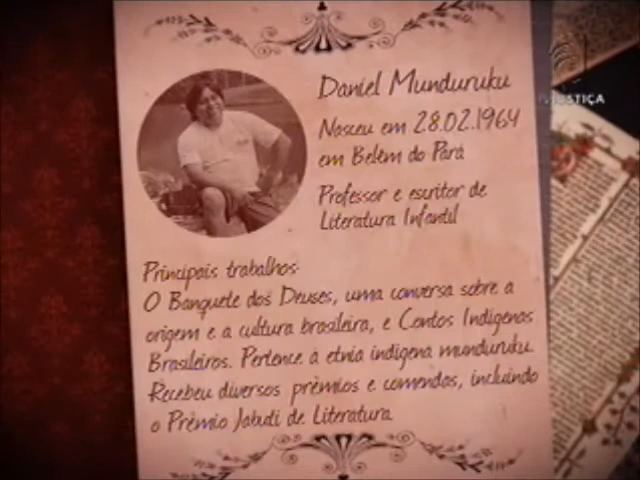 Daniel Munduruku
Nasceu em 28.02.1964
em Belém do Pará
Professor e escritor de
Literatura Infantil
Principais trabalhos:
O Banquete dos Deuses, uma conversa sobre a
origem e a cultura brasileira, e Contos Indígenas
Brasileiros. Pertence à etnia indígena munduruku.
Recebeu diversos prêmios e comendas, incluindo
o Prêmio Jabuti de Literatura
JUSTIÇA